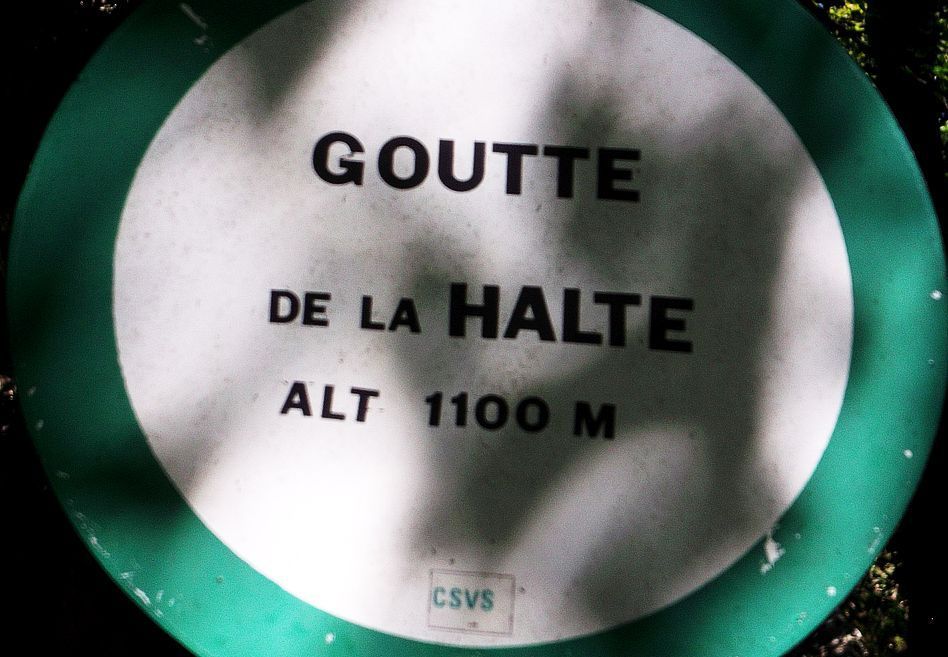 GOUTTE
DE LA HALTE
ALT 1100 M
CSVS